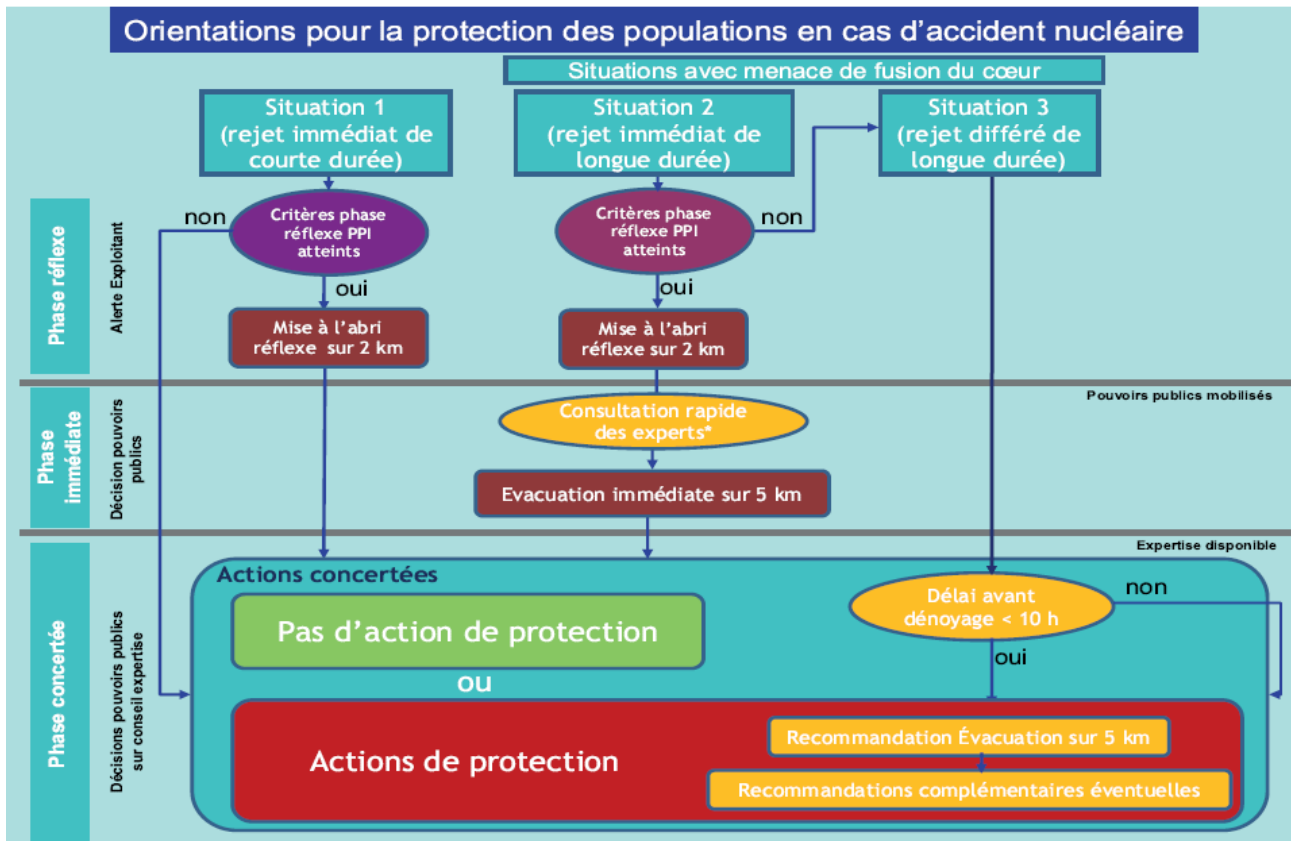 Orientations pour la protection des populations en cas d'accident nucléaire
Situations avec menace de fusion du cœur
Situation 1
(rejet immédiat de
courte durée)
Situation 2
(rejet immédiat de
longue durée)
Situation 3
(rejet différé de
longue durée)
Phase réflexe
Alerte Exploitant
non
Critères phase
réflexe PPI
atteints
oui
Mise à l'abri
réflexe sur 2 km
Critères phase
réflexe PPI
atteints
non
oui
Mise à l'abri
réflexe sur 2 km
Pouvoirs publics mobilisés
Phase
immédiate
Décision pouvoirs
publics
Consultation rapide
des experts*
Evacuation immédiate sur 5 km
Expertise disponible
Phase concertée
Décisions pouvoirs publics
sur conseil expertise
Actions concertées
Pas d'action de protection
ou
Délai avant
dénoyage < 10 h
non
oui
Actions de protection
Recommandation Évacuation sur 5 km
Recommandations complémentaires éventuelles